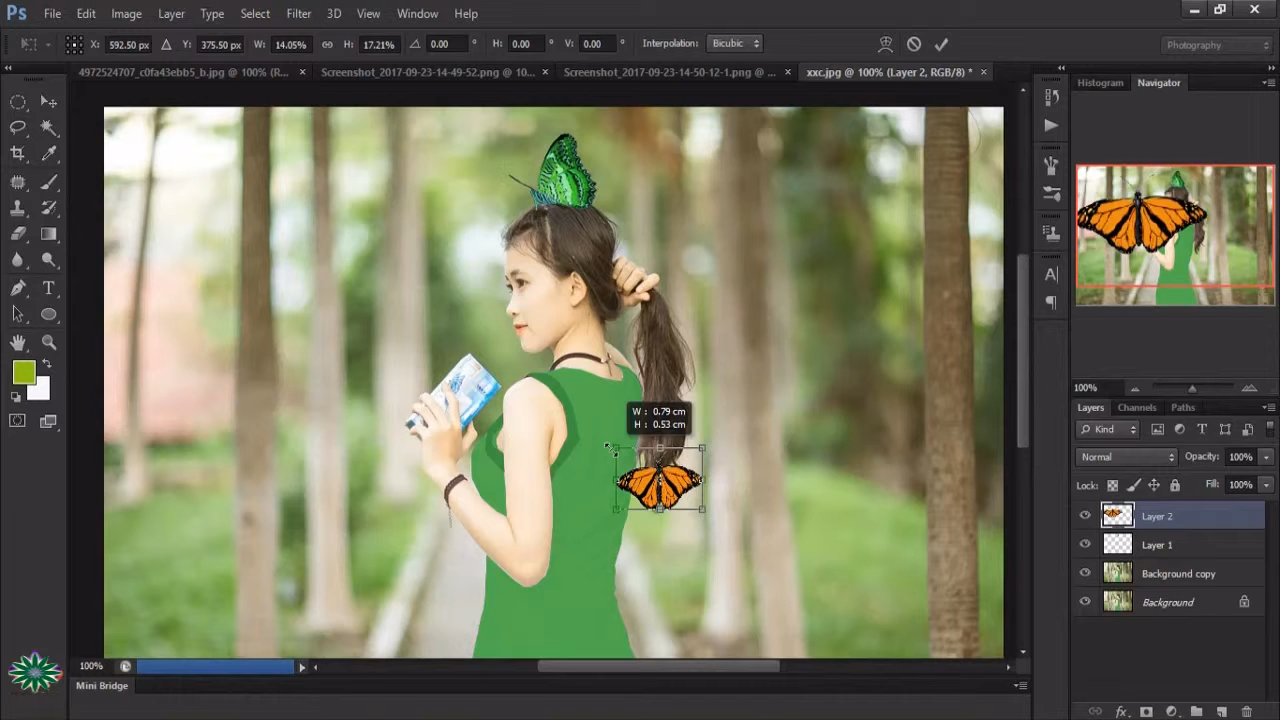 Ps File Edit Image Layer Type Select Filter 3D View Window Help
X: 592.50 px Y: 375.50 px W: 14.05% H: 17.21% 0.00 ° H: 0.00 ° V: 0.00 ° Interpolation: Bicubic Photography
4972524707_c0fa43ebb5_b.jpg @ 100% (R... × Screenshot_2017-09-23-14-49-52.png @ 10... × Screenshot_2017-09-23-14-50-12-1.png @ ... × xxc.jpg @ 100% (Layer 2, RGB/8) * ×
Histogram Navigator
100%
Layers Channels Paths
Kind
Normal Opacity: 100%
Lock: Fill: 100%
Layer 2
Layer 1
Background copy
Background
W : 0.79 cm
H : 0.53 cm
100%
Mini Bridge